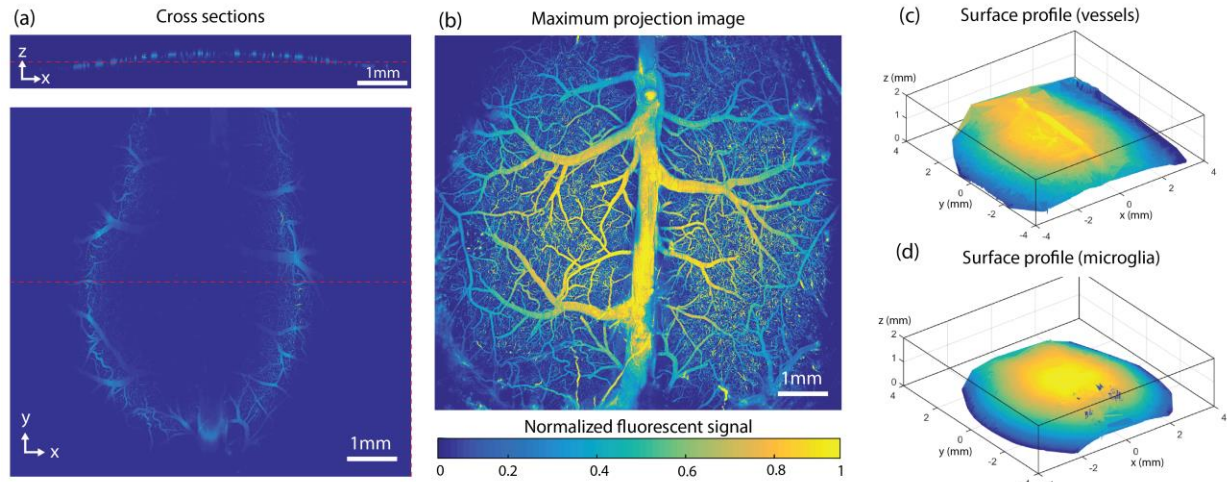 (a)
Cross sections
z
x
1mm
y
x
1mm
(b)
Maximum projection image
1mm
Normalized fluorescent signal
0 0.2 0.4 0.6 0.8 1
(c)
Surface profile (vessels)
z (mm)
2
1
0
4
2
0
-2
-4
y (mm)
-4
-2
0
2
4
x (mm)
(d)
Surface profile (microglia)
z (mm)
2
1
0
4
2
0
-2
y (mm)
-2
0
2
4
x (mm)